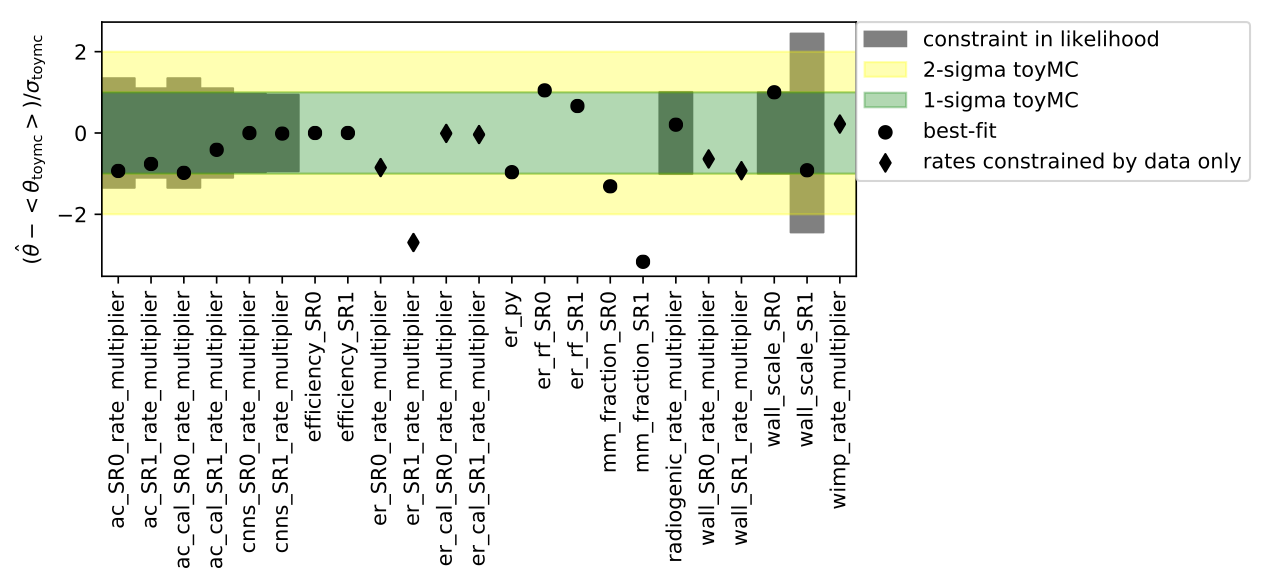 (θ̂ − < θtoymc >)/σtoymc
2
0
−2
constraint in likelihood
2-sigma toyMC
1-sigma toyMC
best-fit
rates constrained by data only
ac_SR0_rate_multiplier
ac_SR1_rate_multiplier
ac_cal_SR0_rate_multiplier
ac_cal_SR1_rate_multiplier
cnns_SR0_rate_multiplier
cnns_SR1_rate_multiplier
efficiency_SR0
efficiency_SR1
er_SR0_rate_multiplier
er_SR1_rate_multiplier
er_cal_SR0_rate_multiplier
er_cal_SR1_rate_multiplier
er_py
er_rf_SR0
er_rf_SR1
mm_fraction_SR0
mm_fraction_SR1
radiogenic_rate_multiplier
wall_SR0_rate_multiplier
wall_SR1_rate_multiplier
wall_scale_SR0
wall_scale_SR1
wimp_rate_multiplier